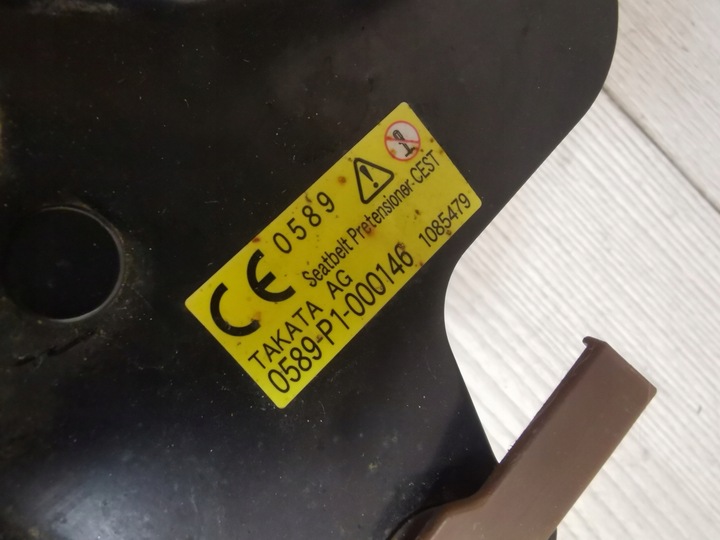 CE 0589
Seatbelt Pretensioner-CEST
TAKATA AG
0589-P1-000146 1085479